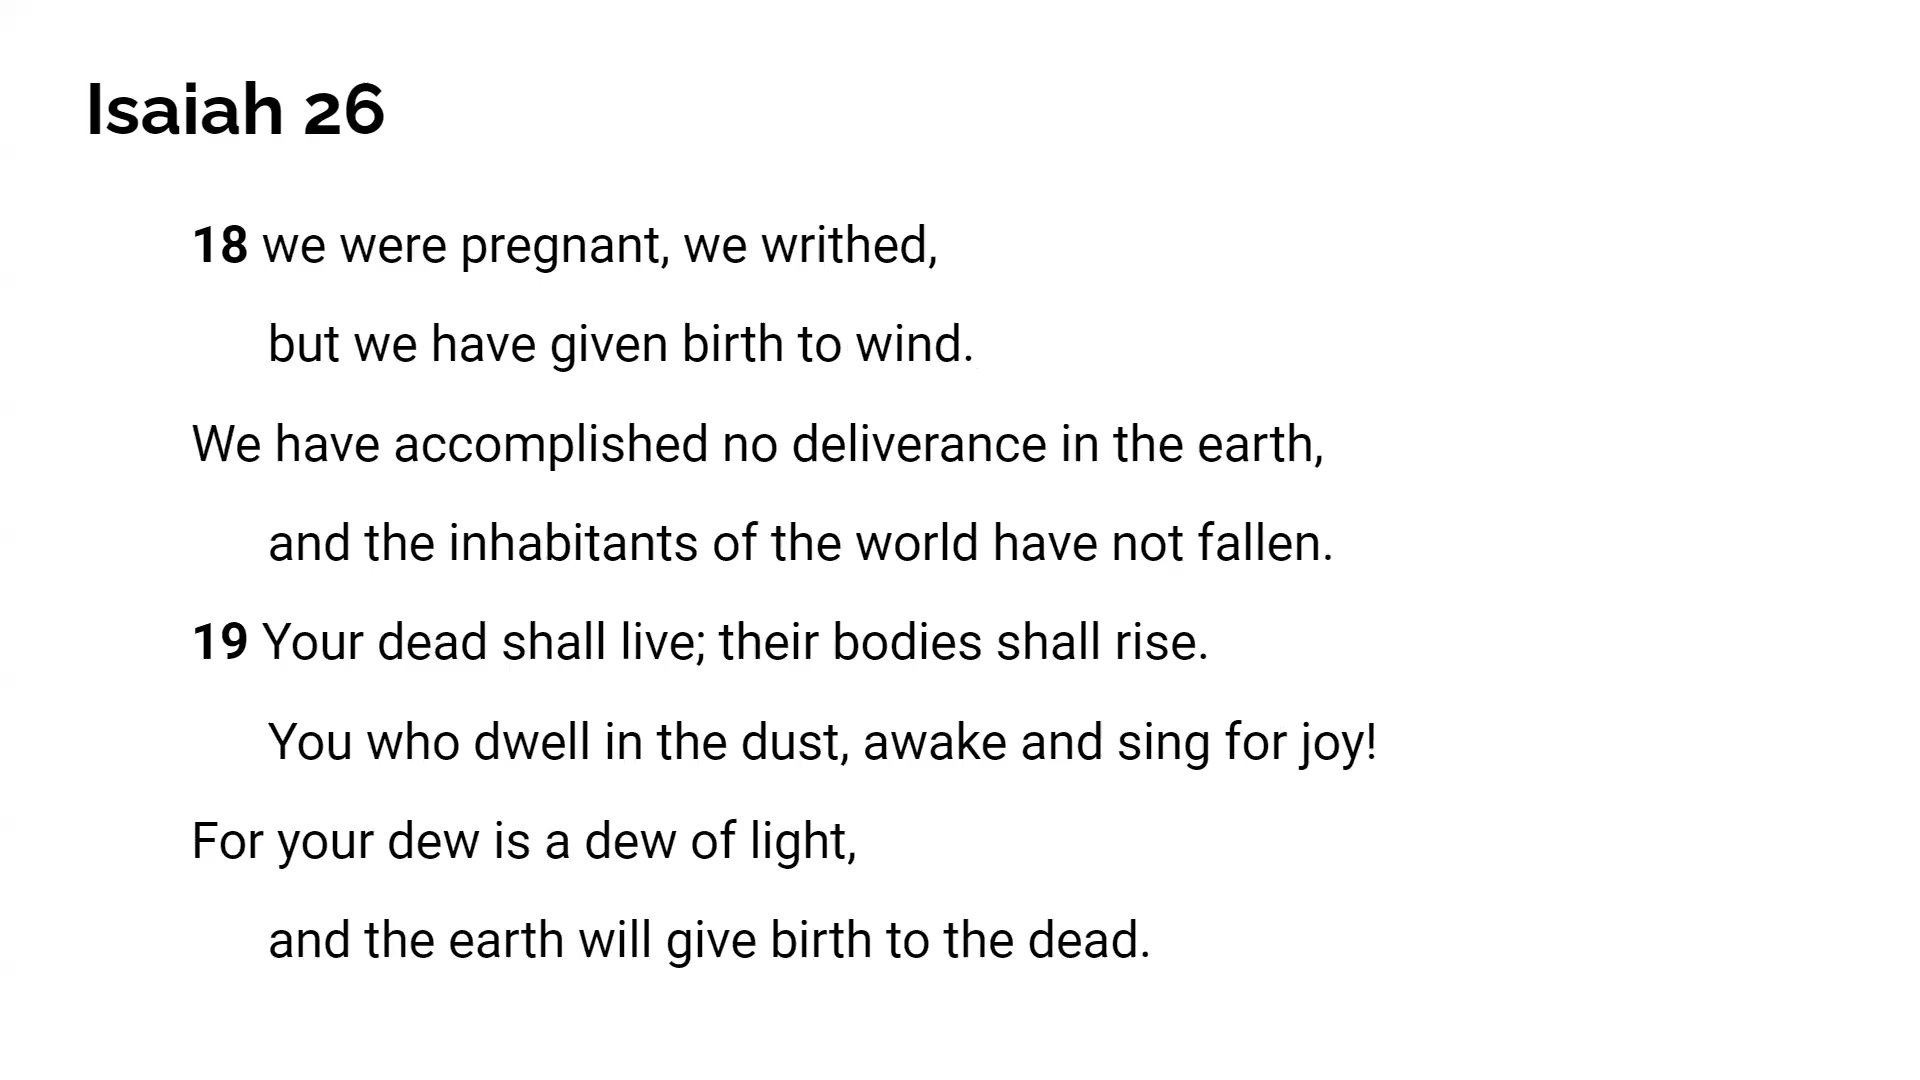 Isaiah 26
18 we were pregnant, we writhed,
but we have given birth to wind.
We have accomplished no deliverance in the earth,
and the inhabitants of the world have not fallen.
19 Your dead shall live; their bodies shall rise.
You who dwell in the dust, awake and sing for joy!
For your dew is a dew of light,
and the earth will give birth to the dead.